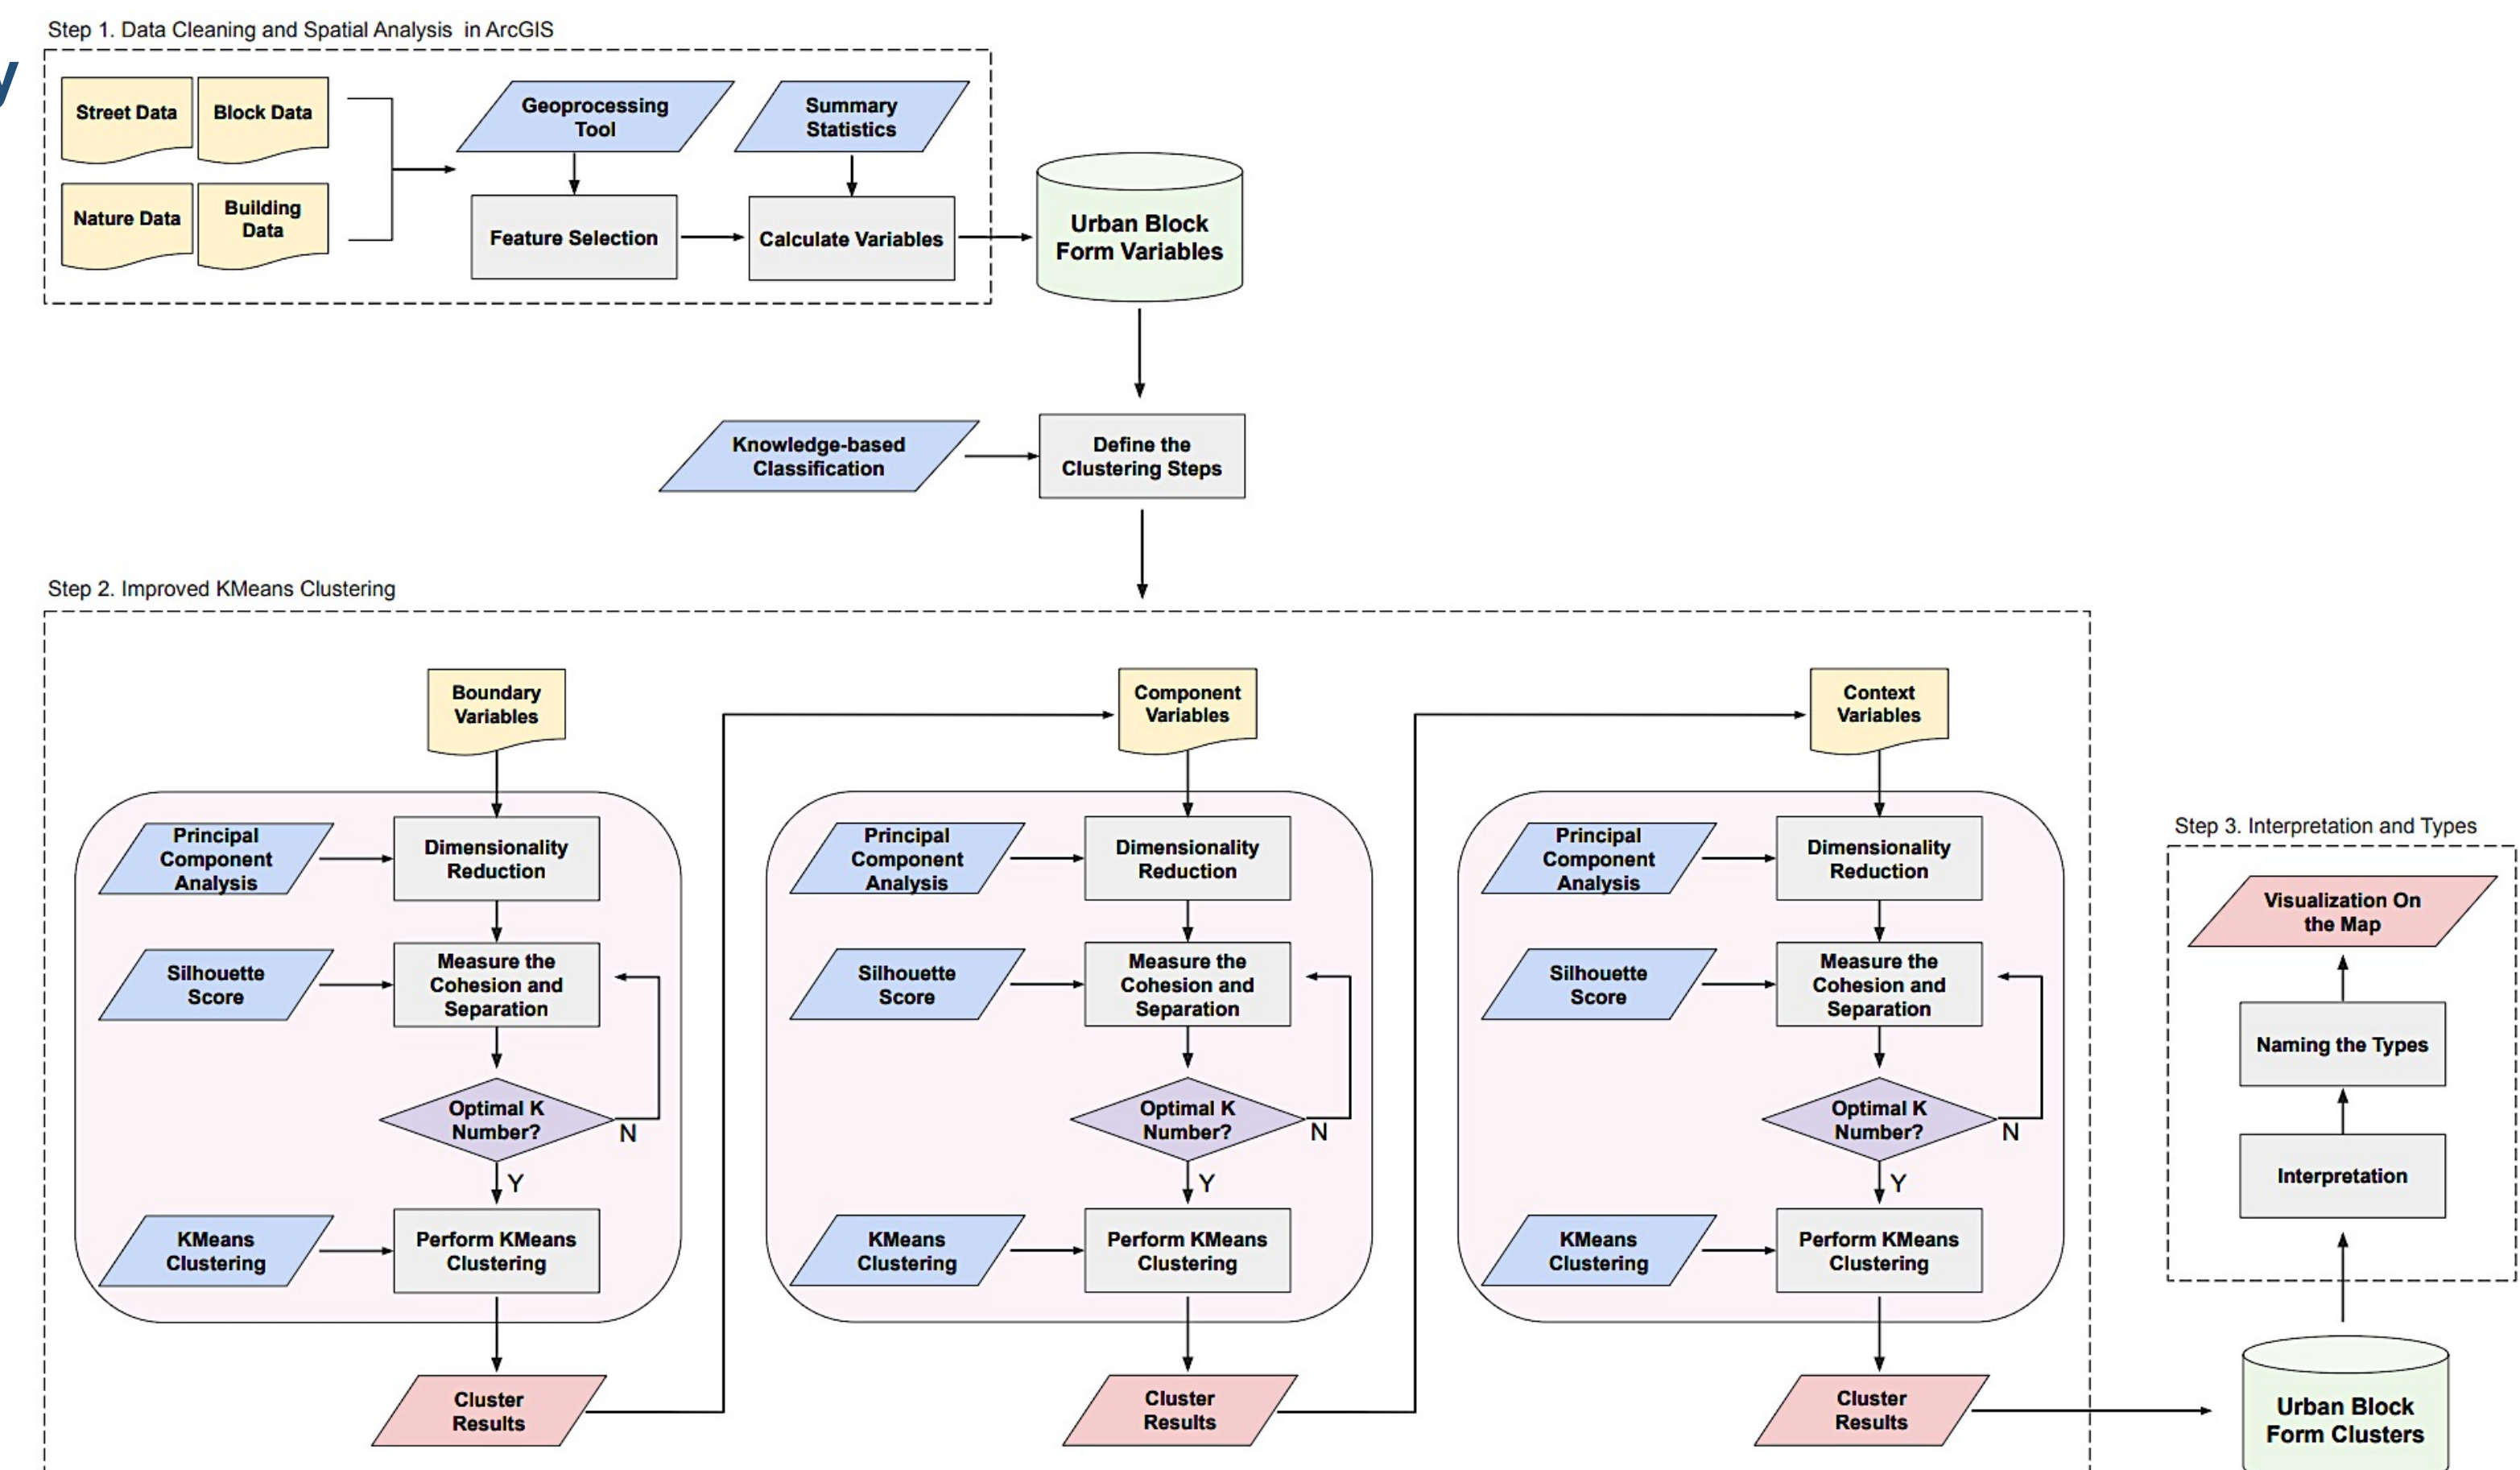 y
Step 1. Data Cleaning and Spatial Analysis in ArcGIS
Street Data
Block Data
Nature Data
Building
Data
Geoprocessing
Tool
Summary
Statistics
Feature Selection
Calculate Variables
Urban Block
Form Variables
Knowledge-based
Classification
Define the
Clustering Steps
Step 2. Improved KMeans Clustering
Boundary
Variables
Principal
Component
Analysis
Dimensionality
Reduction
Silhouette
Score
Measure the
Cohesion and
Separation
Optimal K
Number?
N
Y
KMeans
Clustering
Perform KMeans
Clustering
Cluster
Results
Component
Variables
Principal
Component
Analysis
Dimensionality
Reduction
Silhouette
Score
Measure the
Cohesion and
Separation
Optimal K
Number?
N
Y
KMeans
Clustering
Perform KMeans
Clustering
Cluster
Results
Context
Variables
Principal
Component
Analysis
Dimensionality
Reduction
Silhouette
Score
Measure the
Cohesion and
Separation
Optimal K
Number?
N
Y
KMeans
Clustering
Perform KMeans
Clustering
Cluster
Results
Step 3. Interpretation and Types
Visualization On
the Map
Naming the Types
Interpretation
Urban Block
Form Clusters